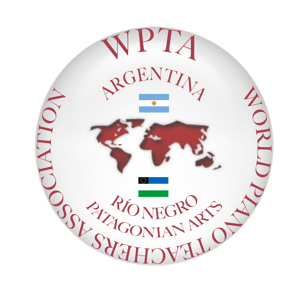 WPTA
ARGENTINA
WORLD PIANO TEACHERS ASSOCIATION
RÍO NEGRO
PATAGONIAN ARTS